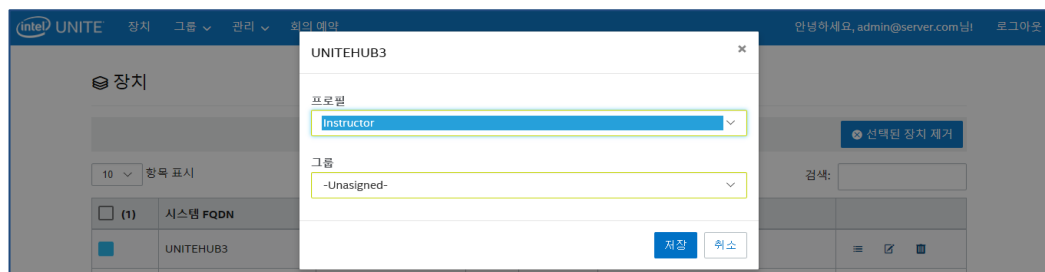 intel UNITE 장치 그룹 관리 회의 예약 안녕하세요, admin@server.com님! 로그아웃
UNITEHUB3 ×
장치
프로필
Instructor
선택된 장치 제거
그룹
10 항목 표시 검색:
-Unasigned-
(1) 시스템 FQDN
저장 취소
UNITEHUB3